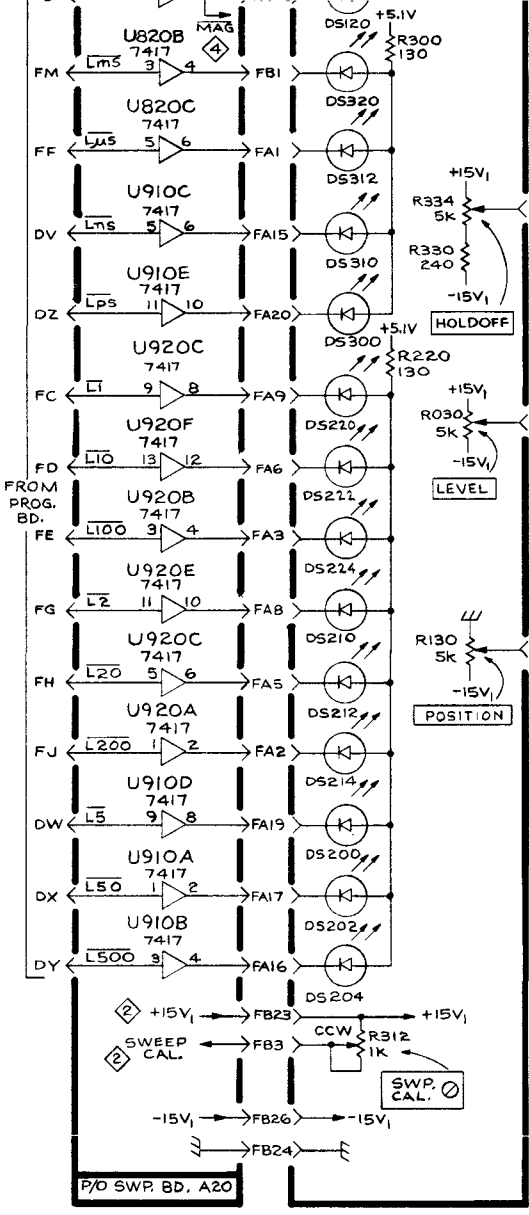 MAG
4
DS120
+5.1V
R300
130
U820B
7417
FM
Lms
3
4
FB1
DS320
U820C
7417
FF
Lμs
5
6
FA1
DS312
U910C
7417
DV
Lns
5
6
FA15
DS310
U910E
7417
DZ
Lps
11
10
FA20
DS300
+15V1
R334
5K
R330
240
-15V1
HOLDOFF
+5.1V
R220
130
U920C
7417
FC
L1
9
8
FA9
DS220
U920F
7417
FD
L10
13
12
FA6
DS222
+15V1
R030
5K
-15V1
LEVEL
FROM
PROG.
BD.
U920B
7417
FE
L100
3
4
FA3
DS224
U920E
7417
FG
L2
11
10
FA8
DS210
U920C
7417
FH
L20
5
6
FA5
DS212
R130
5K
-15V1
POSITION
U920A
7417
FJ
L200
1
2
FA2
DS214
U910D
7417
DW
L5
9
8
FA19
DS200
U910A
7417
DX
L50
1
2
FA17
DS202
U910B
7417
DY
L500
3
4
FA16
DS204
2
+15V1
FB23
+15V1
2
SWEEP
CAL.
FB3
CCW
R312
1K
SWP.
CAL.
-15V1
FB26
-15V1
FB24
P/O SWP. BD. A20